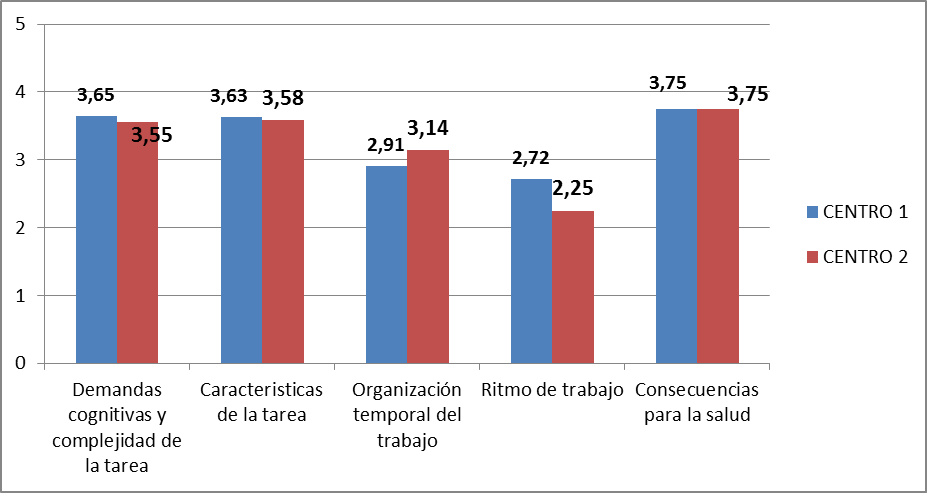 5
4
3
2
1
0
3,65
3,55
3,63
3,58
2,91
3,14
2,72
2,25
3,75
3,75
Demandas
cognitivas y
complejidad de
la tarea
Caracteristicas
de la tarea
Organización
temporal del
trabajo
Ritmo de trabajo
Consecuencias
para la salud
CENTRO 1
CENTRO 2